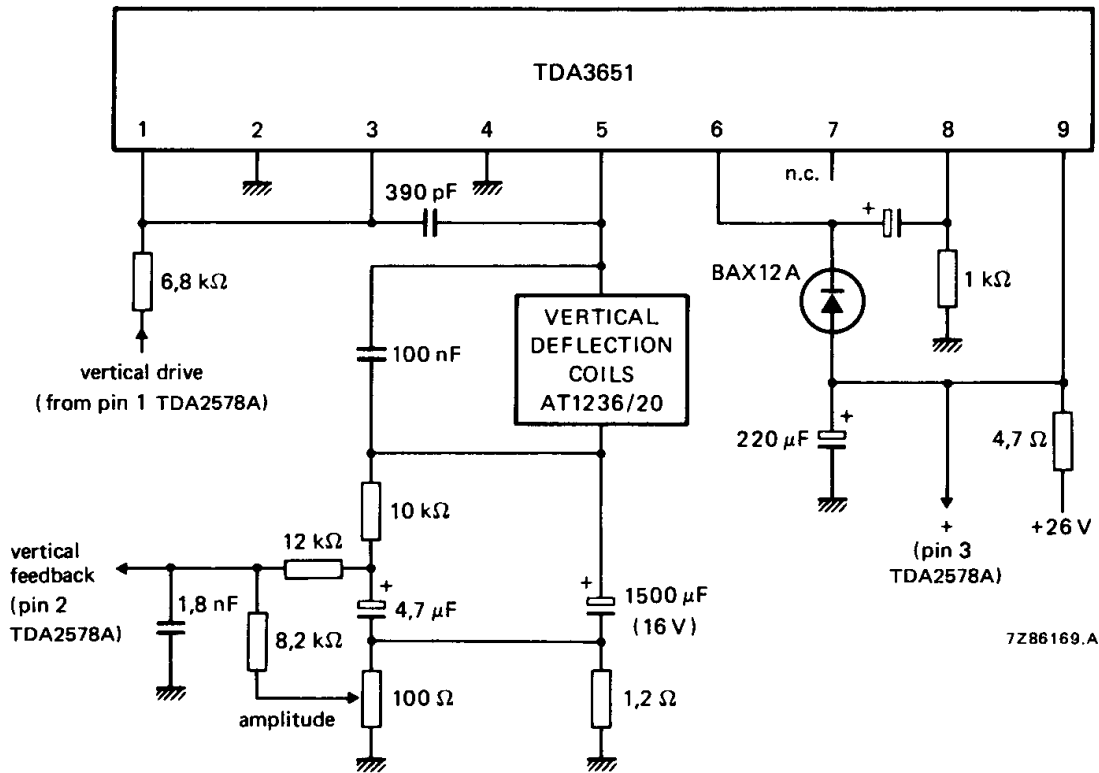 TDA3651
1 2 3 4 5 6 7 8 9
n.c.
390 pF
+
6,8 kΩ
BAX12A
1 kΩ
vertical drive
(from pin 1 TDA2578A)
100 nF
VERTICAL
DEFLECTION
COILS
AT1236/20
+
220 μF
4,7 Ω
10 kΩ
+
(pin 3
TDA2578A)
+26 V
12 kΩ
vertical
feedback
(pin 2
TDA2578A)
1,8 nF
+
4,7 μF
+
1500 μF
(16 V)
8,2 kΩ
7Z86169.A
amplitude
100 Ω
1,2 Ω